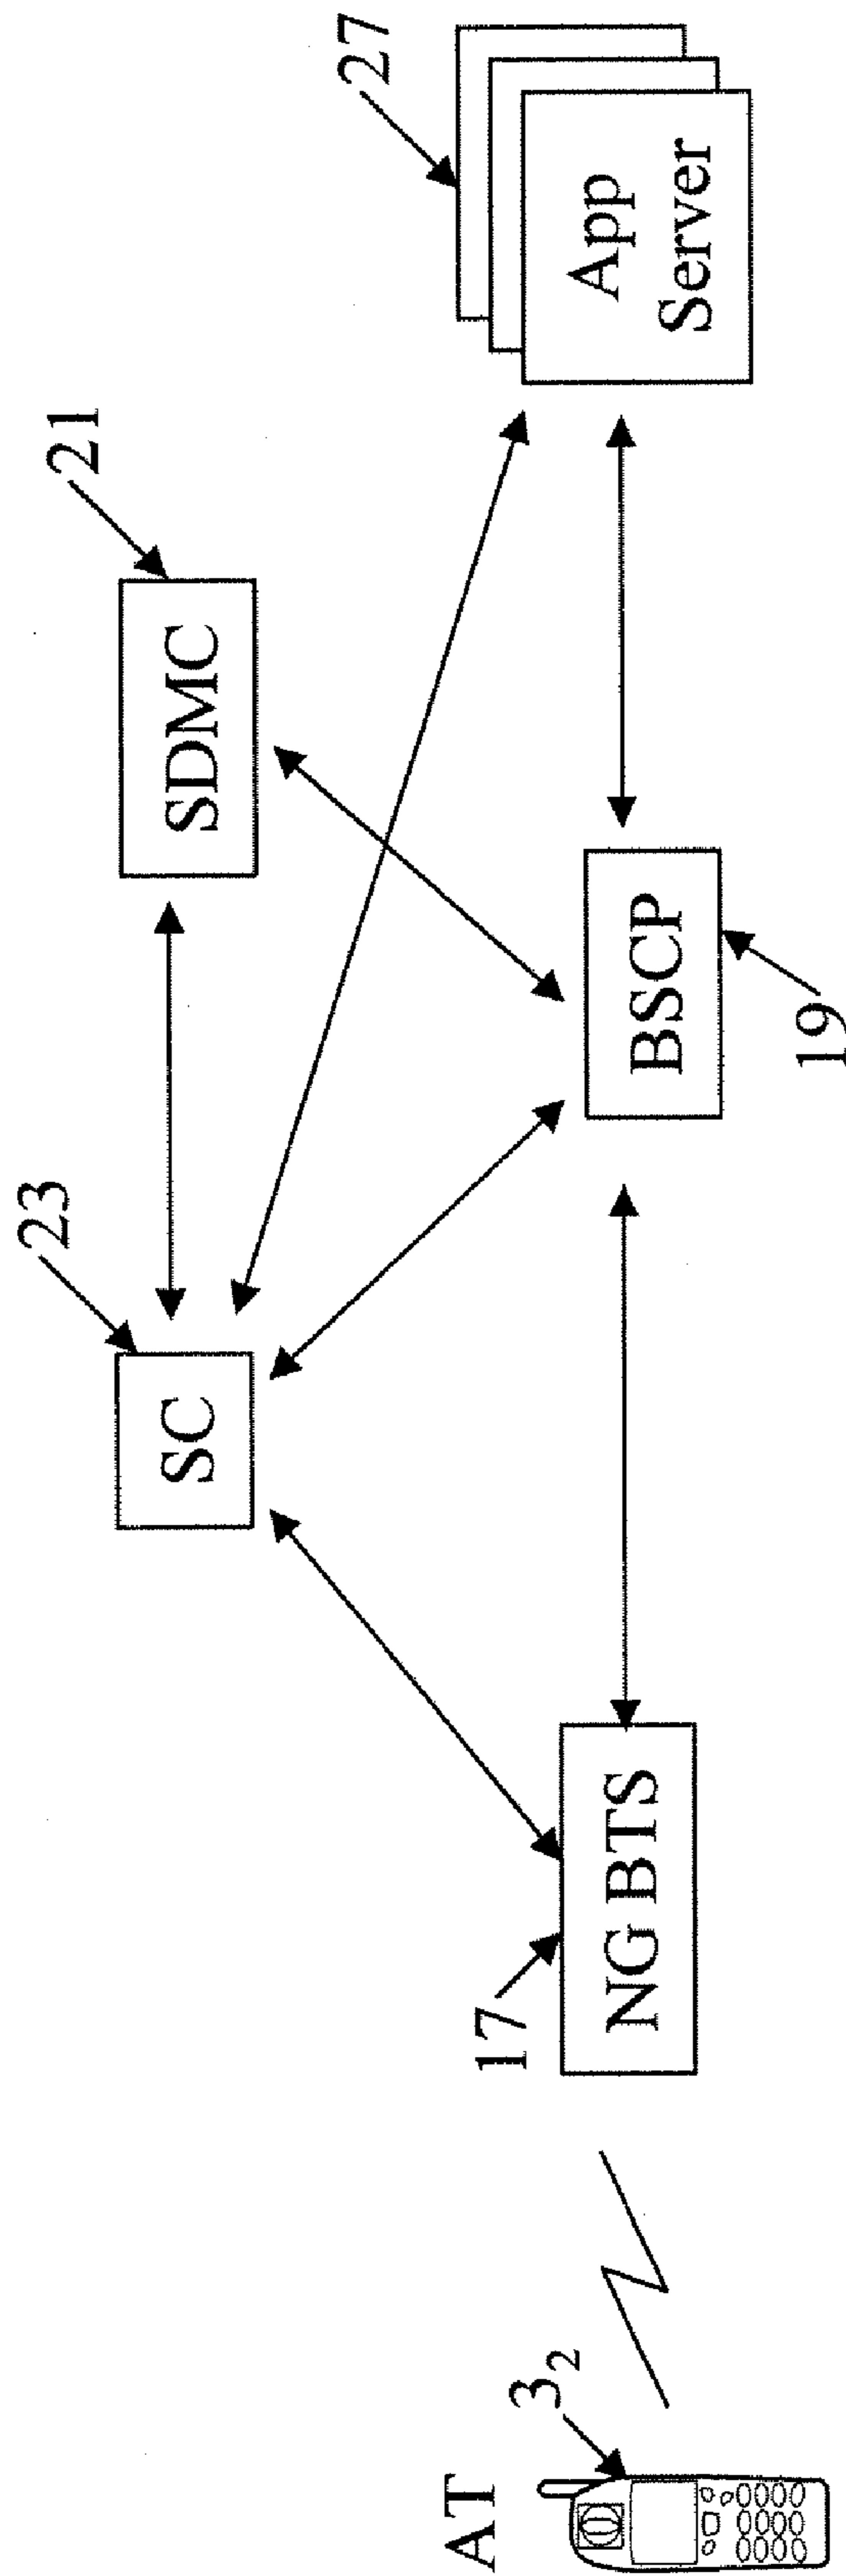 23
21
27
SC
SDMC
App
Server
17
NG BTS
BSCP
19
AT
3₂